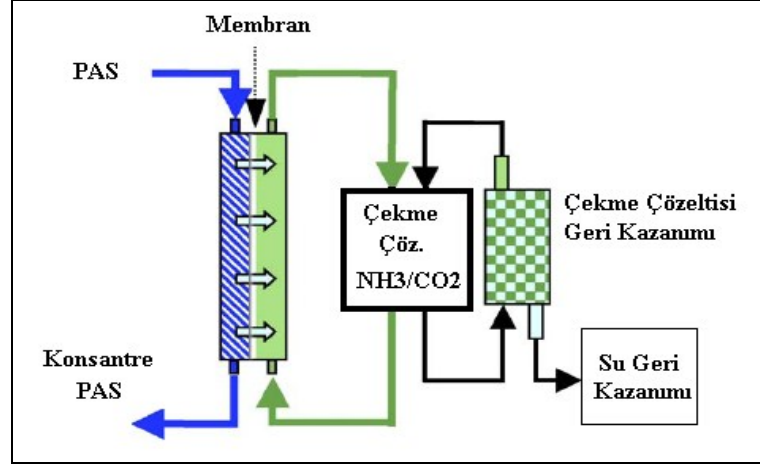 Membran
PAS
Çekme
Çöz.
NH3/CO2
Çekme Çözeltisi
Geri Kazanımı
Konsantre
PAS
Su Geri
Kazanımı